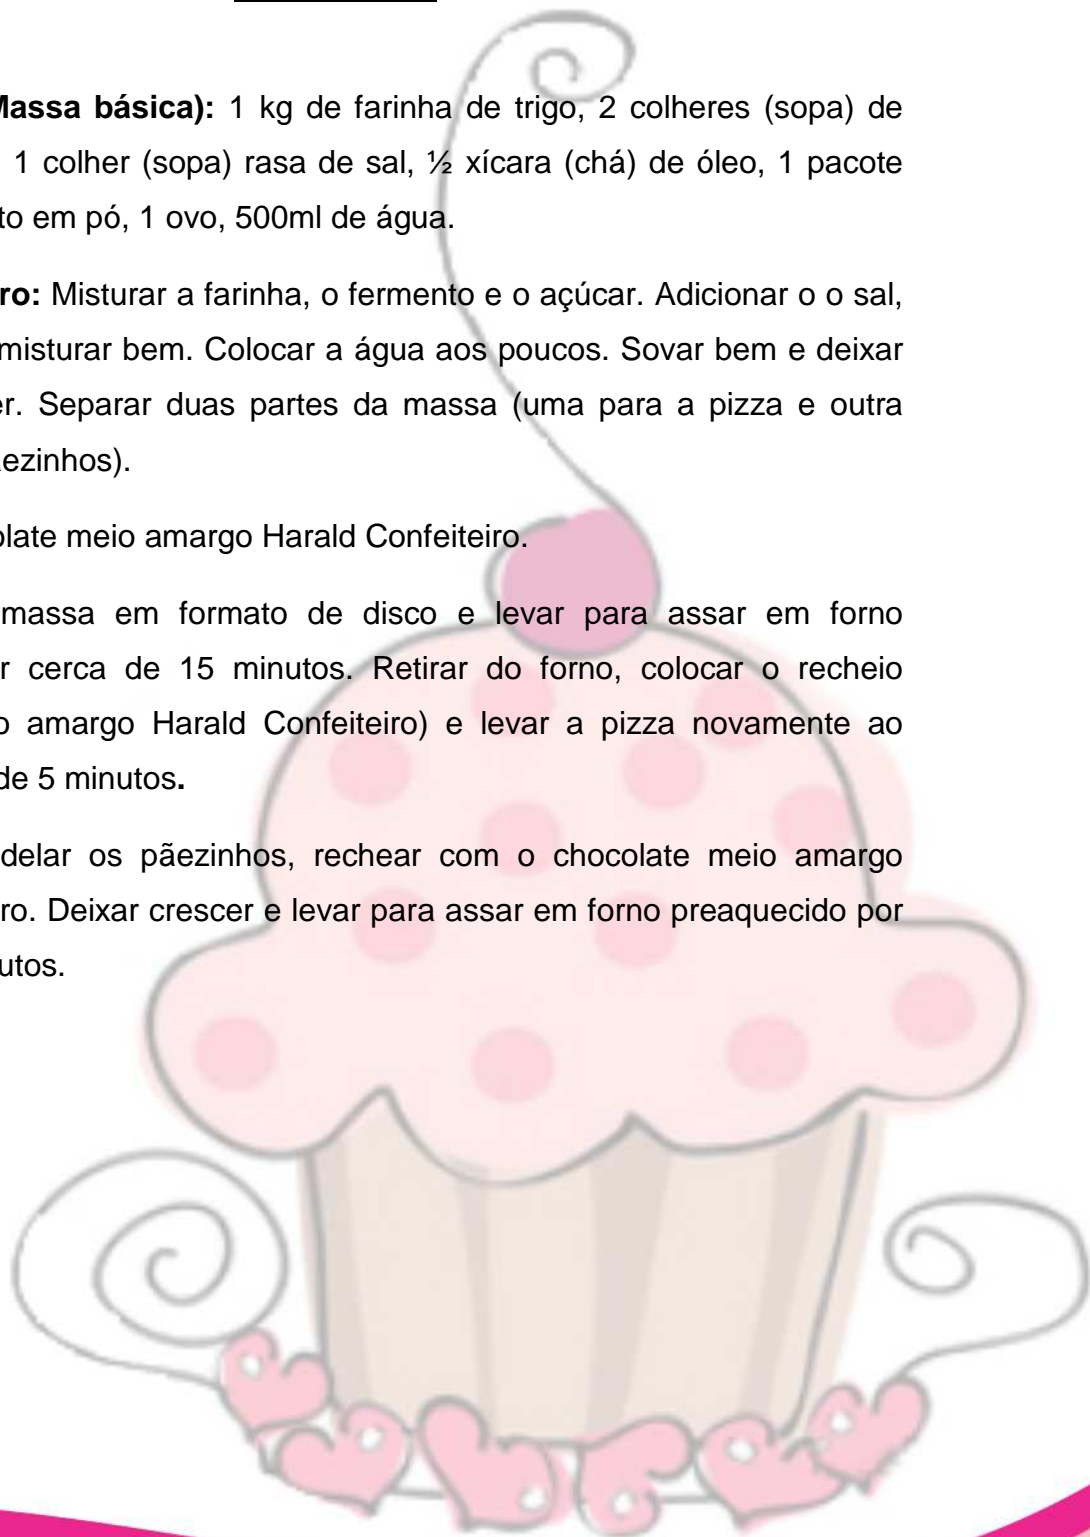 Massa básica): 1 kg de farinha de trigo, 2 colheres (sopa) de
1 colher (sopa) rasa de sal, ½ xícara (chá) de óleo, 1 pacote
to em pó, 1 ovo, 500ml de água.
ro: Misturar a farinha, o fermento e o açúcar. Adicionar o o sal,
misturar bem. Colocar a água aos poucos. Sovar bem e deixar
er. Separar duas partes da massa (uma para a pizza e outra
ezinhos).
olate meio amargo Harald Confeiteiro.
massa em formato de disco e levar para assar em forno
r cerca de 15 minutos. Retirar do forno, colocar o recheio
o amargo Harald Confeiteiro) e levar a pizza novamente ao
de 5 minutos.
delar os pãezinhos, rechear com o chocolate meio amargo
ro. Deixar crescer e levar para assar em forno preaquecido por
utos.